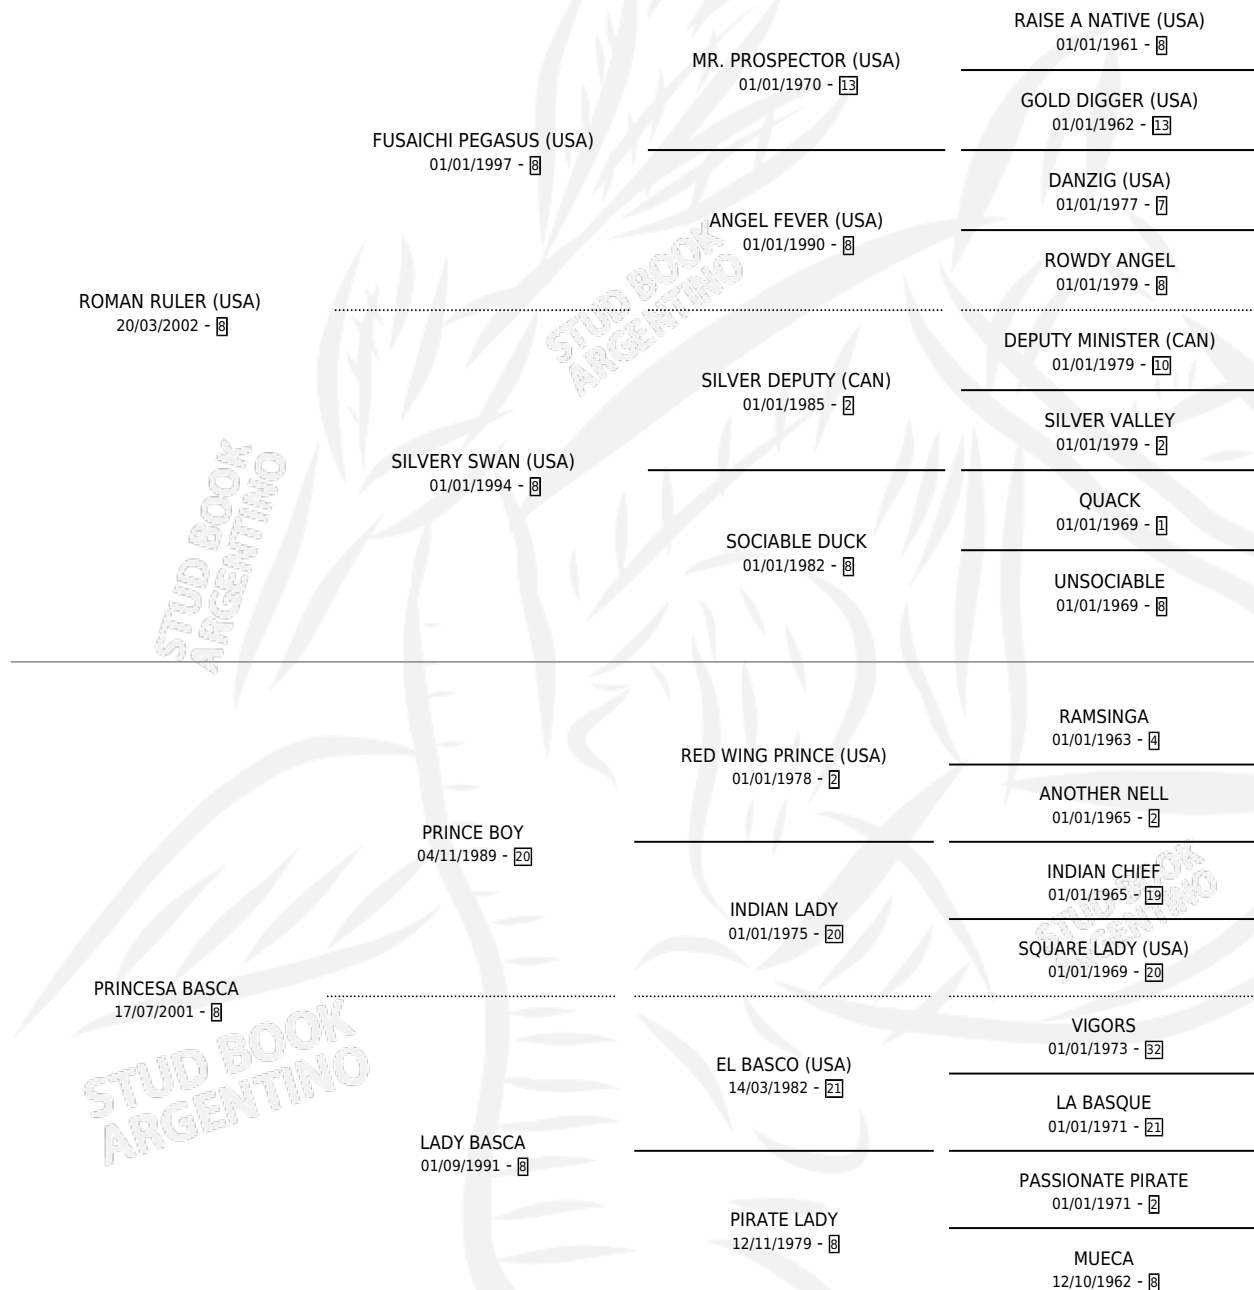 RAISE A NATIVE (USA)
01/01/1961 - 8
MR. PROSPECTOR (USA)
01/01/1970 - 13
GOLD DIGGER (USA)
01/01/1962 - 13
FUSAICHI PEGASUS (USA)
01/01/1997 - 8
DANZIG (USA)
01/01/1977 - 7
ANGEL FEVER (USA)
01/01/1990 - 8
ROWDY ANGEL
01/01/1979 - 8
ROMAN RULER (USA)
20/03/2002 - 8
STUD BOOK
ARGENTINO
DEPUTY MINISTER (CAN)
01/01/1979 - 10
SILVER DEPUTY (CAN)
01/01/1985 - 2
SILVER VALLEY
01/01/1979 - 2
SILVERY SWAN (USA)
01/01/1994 - 8
QUACK
01/01/1969 - 1
SOCIABLE DUCK
01/01/1982 - 8
UNSOCIABLE
01/01/1969 - 8
STUD BOOK
ARGENTINO
RAMSINGA
01/01/1963 - 4
RED WING PRINCE (USA)
01/01/1978 - 2
ANOTHER NELL
01/01/1965 - 2
PRINCE BOY
04/11/1989 - 20
INDIAN CHIEF
01/01/1965 - 19
INDIAN LADY
01/01/1975 - 20
STUD BOOK
ARGENTINO
SQUARE LADY (USA)
01/01/1969 - 20
PRINCESA BASCA
17/07/2001 - 8
STUD BOOK
ARGENTINO
VIGORS
01/01/1973 - 32
EL BASCO (USA)
14/03/1982 - 21
LA BASQUE
01/01/1971 - 21
LADY BASCA
01/09/1991 - 8
PASSIONATE PIRATE
01/01/1971 - 2
PIRATE LADY
12/11/1979 - 8
MUECA
12/10/1962 - 8